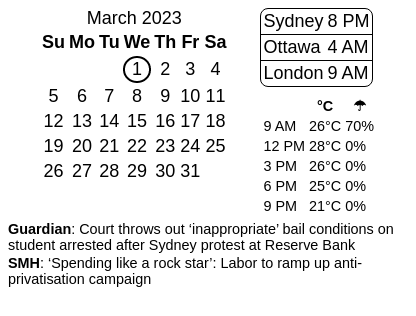 March 2023
Su Mo Tu We Th Fr Sa
1 2 3 4
5 6 7 8 9 10 11
12 13 14 15 16 17 18
19 20 21 22 23 24 25
26 27 28 29 30 31
Sydney 8 PM
Ottawa 4 AM
London 9 AM
°C ☂
9 AM 26°C 70%
12 PM 28°C 0%
3 PM 26°C 0%
6 PM 25°C 0%
9 PM 21°C 0%
Guardian: Court throws out ‘inappropriate’ bail conditions on
student arrested after Sydney protest at Reserve Bank
SMH: ‘Spending like a rock star’: Labor to ramp up anti-
privatisation campaign